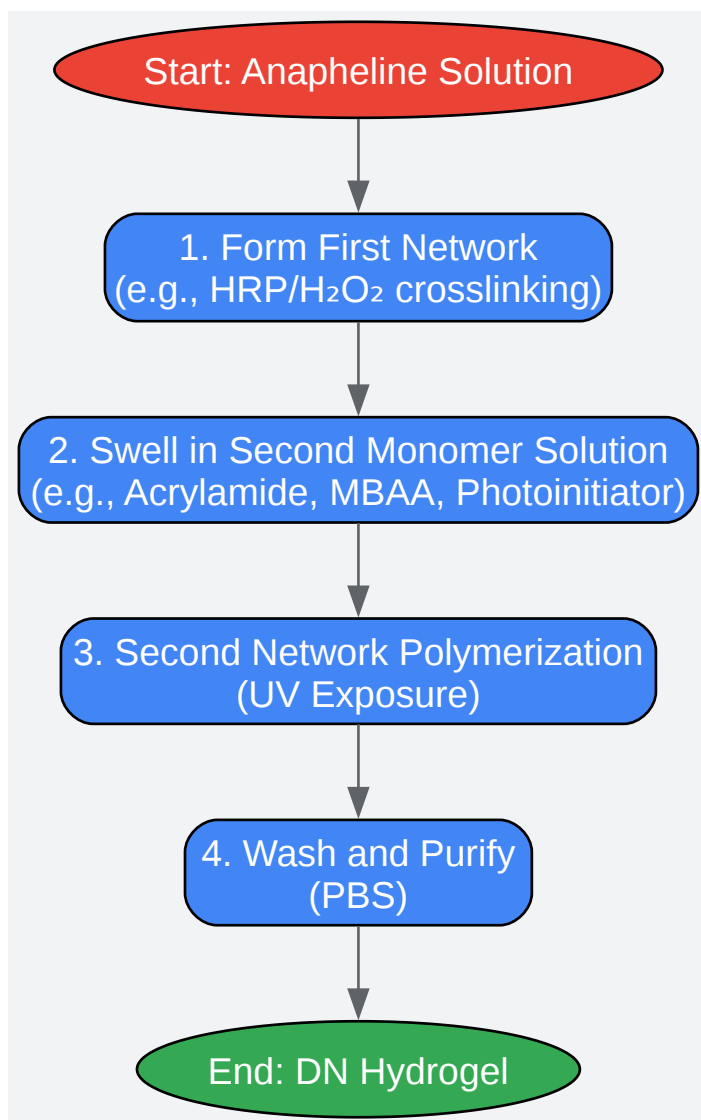 Start: Anapheline Solution
1. Form First Network
(e.g., HRP/H₂O₂ crosslinking)
2. Swell in Second Monomer Solution
(e.g., Acrylamide, MBAA, Photoinitiator)
3. Second Network Polymerization
(UV Exposure)
4. Wash and Purify
(PBS)
End: DN Hydrogel